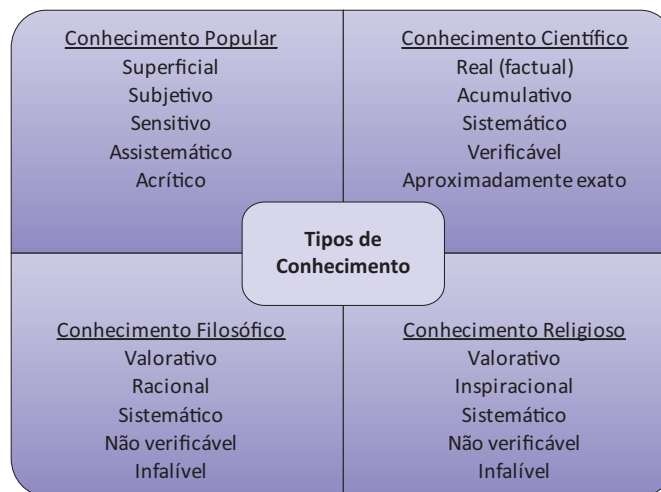 Conhecimento Popular
Superficial
Subjetivo
Sensitivo
Assistemático
Acrítico
Conhecimento Científico
Real (factual)
Acumulativo
Sistemático
Verificável
Aproximadamente exato
Tipos de
Conhecimento
Conhecimento Filosófico
Valorativo
Racional
Sistemático
Não verificável
Infalível
Conhecimento Religioso
Valorativo
Inspiracional
Sistemático
Não verificável
Infalível